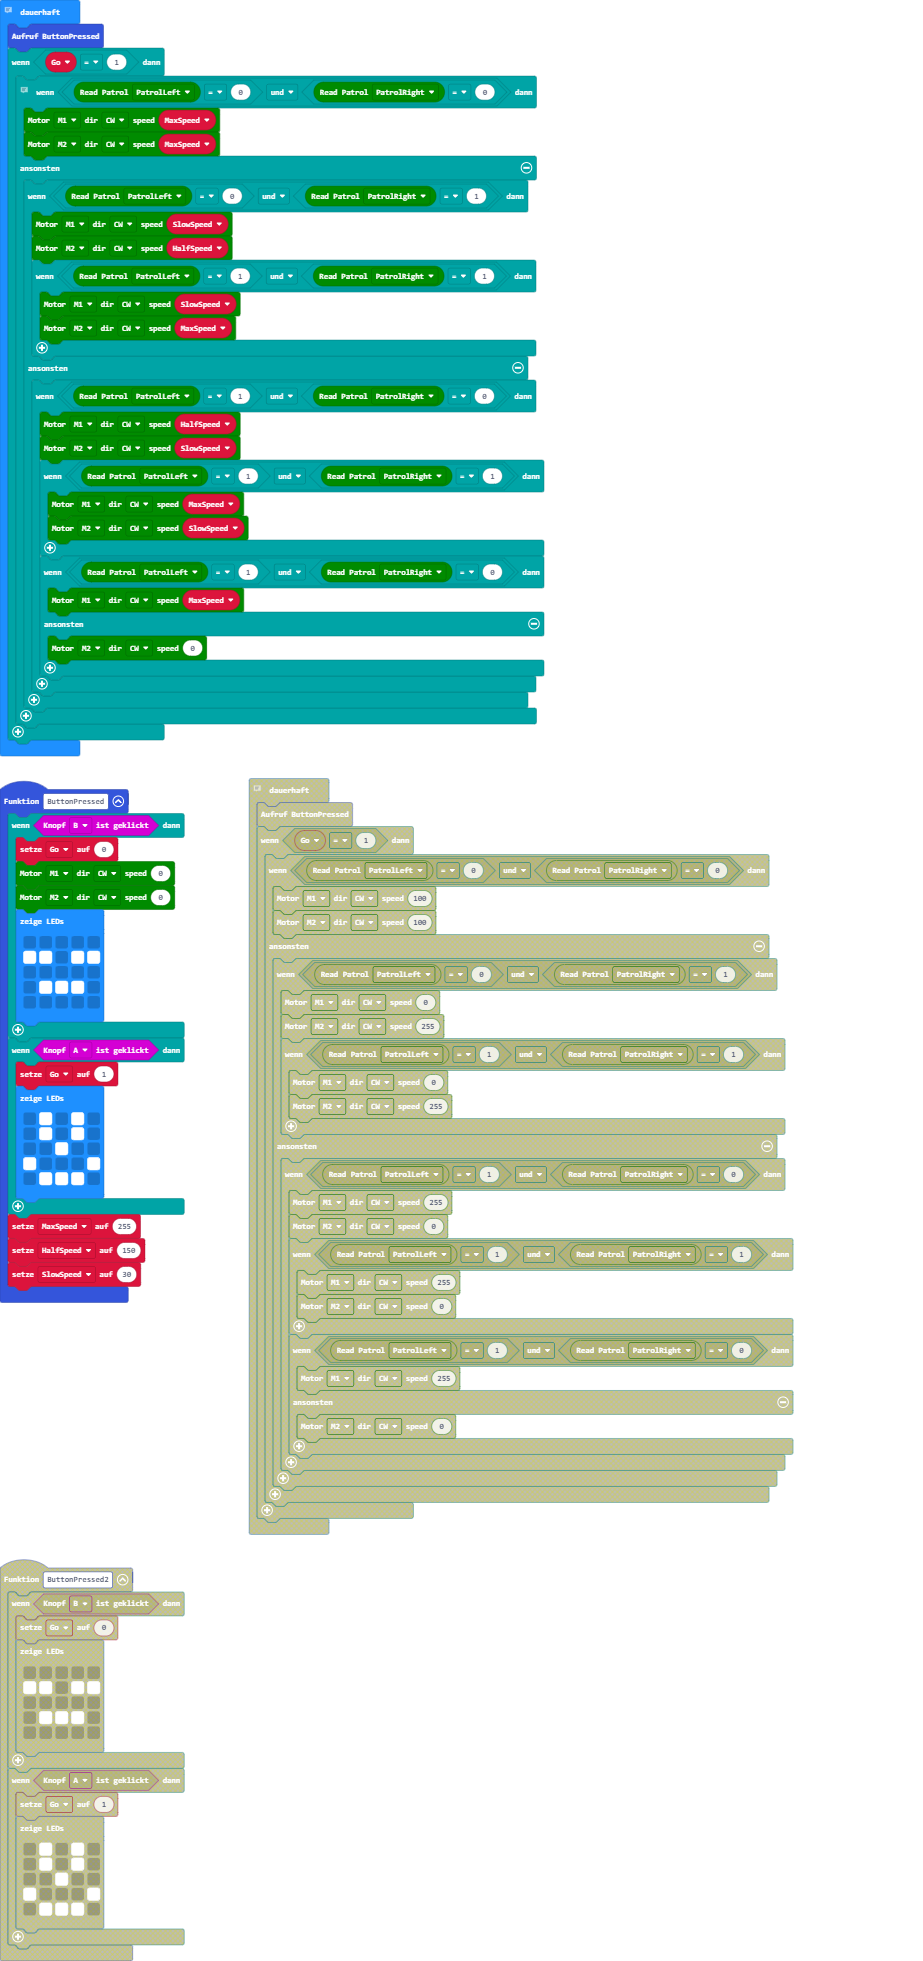 dauerhaft
Aufruf ButtonPressed
wenn Go = 1 dann
wenn Read Patrol PatrolLeft = 0 und Read Patrol PatrolRight = 0 dann
Motor M1 dir CW speed MaxSpeed
Motor M2 dir CW speed MaxSpeed
ansonsten
wenn Read Patrol PatrolLeft = 0 und Read Patrol PatrolRight = 1 dann
Motor M1 dir CW speed SlowSpeed
Motor M2 dir CW speed HalfSpeed
wenn Read Patrol PatrolLeft = 1 und Read Patrol PatrolRight = 1 dann
Motor M1 dir CW speed SlowSpeed
Motor M2 dir CW speed MaxSpeed
ansonsten
wenn Read Patrol PatrolLeft = 1 und Read Patrol PatrolRight = 0 dann
Motor M1 dir CW speed HalfSpeed
Motor M2 dir CW speed SlowSpeed
wenn Read Patrol PatrolLeft = 1 und Read Patrol PatrolRight = 1 dann
Motor M1 dir CW speed MaxSpeed
Motor M2 dir CW speed SlowSpeed
wenn Read Patrol PatrolLeft = 1 und Read Patrol PatrolRight = 0 dann
Motor M1 dir CW speed MaxSpeed
ansonsten
Motor M2 dir CW speed 0
Funktion ButtonPressed
wenn Knopf B ist geklickt dann
setze Go auf 0
Motor M1 dir CW speed 0
Motor M2 dir CW speed 0
zeige LEDs
wenn Knopf A ist geklickt dann
setze Go auf 1
zeige LEDs
setze MaxSpeed auf 255
setze HalfSpeed auf 150
setze SlowSpeed auf 30
dauerhaft
Aufruf ButtonPressed
wenn Go = 1 dann
wenn Read Patrol PatrolLeft = 0 und Read Patrol PatrolRight = 0 dann
Motor M1 dir CW speed 100
Motor M2 dir CW speed 100
ansonsten
wenn Read Patrol PatrolLeft = 0 und Read Patrol PatrolRight = 1 dann
Motor M1 dir CW speed 0
Motor M2 dir CW speed 255
wenn Read Patrol PatrolLeft = 1 und Read Patrol PatrolRight = 1 dann
Motor M1 dir CW speed 0
Motor M2 dir CW speed 255
ansonsten
wenn Read Patrol PatrolLeft = 1 und Read Patrol PatrolRight = 0 dann
Motor M1 dir CW speed 255
Motor M2 dir CW speed 0
wenn Read Patrol PatrolLeft = 1 und Read Patrol PatrolRight = 1 dann
Motor M1 dir CW speed 255
Motor M2 dir CW speed 0
wenn Read Patrol PatrolLeft = 1 und Read Patrol PatrolRight = 0 dann
Motor M1 dir CW speed 255
ansonsten
Motor M2 dir CW speed 0
Funktion ButtonPressed2
wenn Knopf B ist geklickt dann
setze Go auf 0
zeige LEDs
wenn Knopf A ist geklickt dann
setze Go auf 1
zeige LEDs